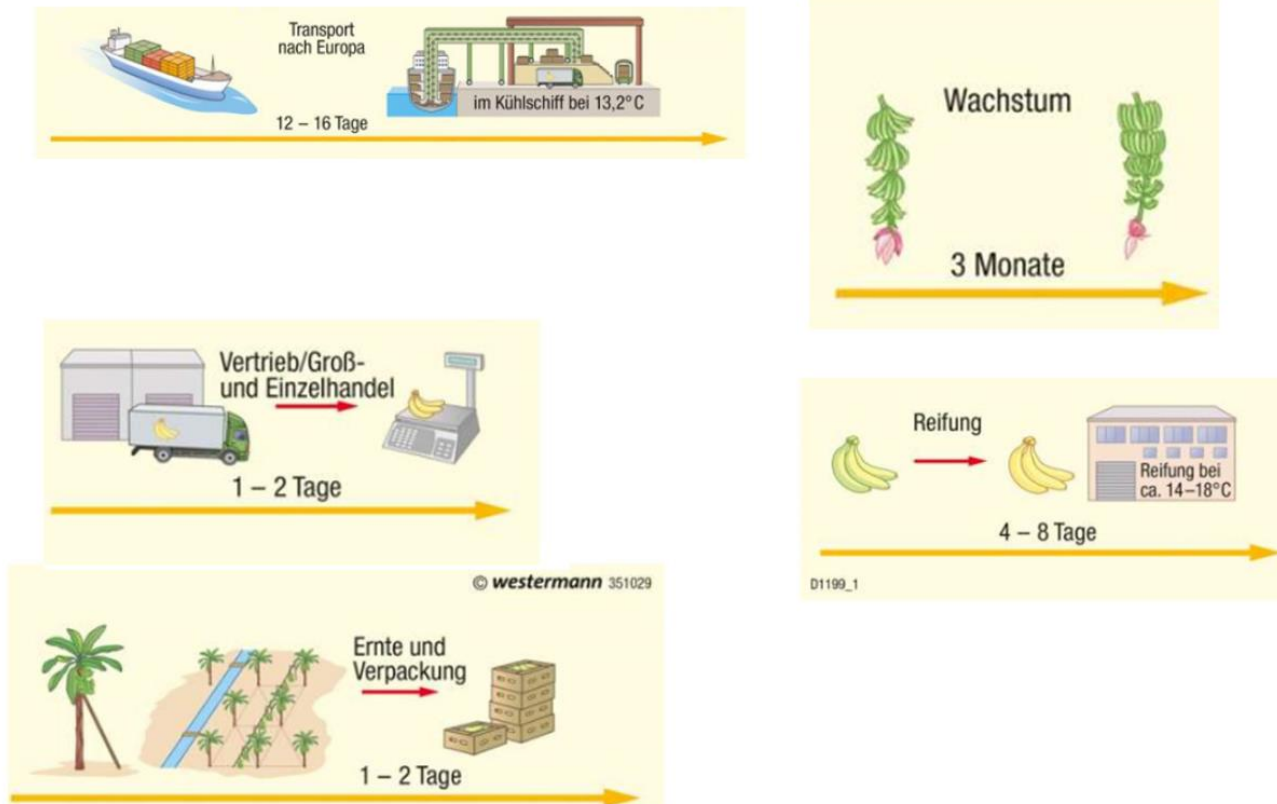 Transport
nach Europa
im Kühlschiff bei 13,2°C
12 – 16 Tage
Wachstum
3 Monate
Vertrieb/Groß-
und Einzelhandel
1 – 2 Tage
Reifung
Reifung bei
ca. 14–18°C
4 – 8 Tage
D1199_1
© westermann 351029
Ernte und
Verpackung
1 – 2 Tage